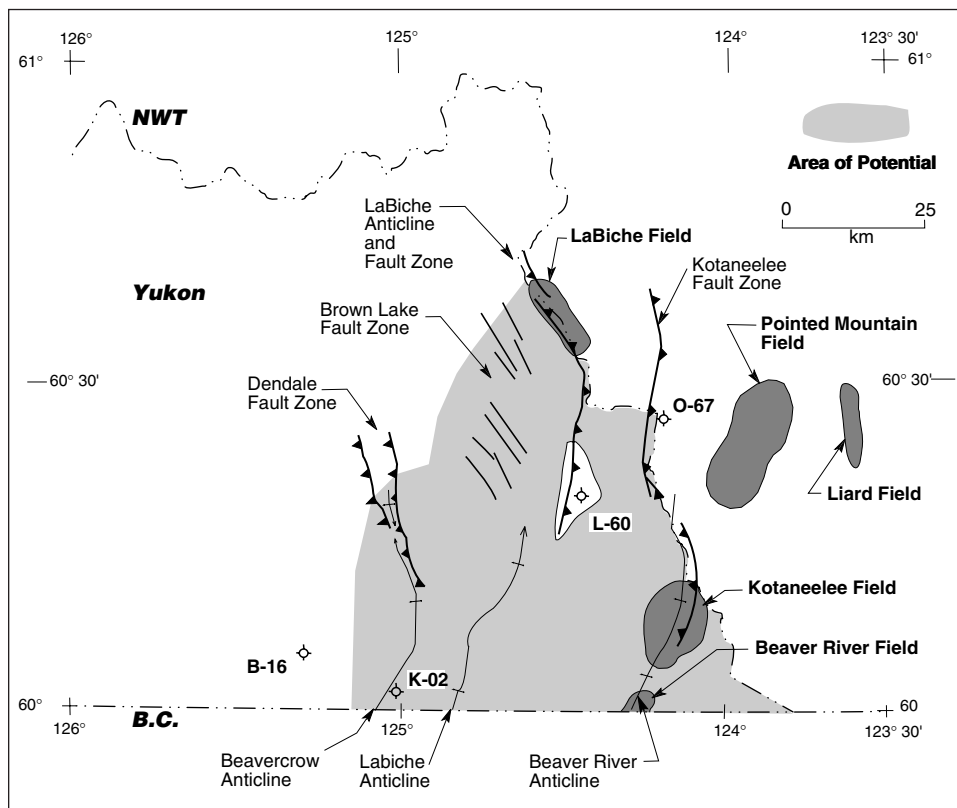 126°
125°
124°
123° 30'
61°
61°
NWT
Area of Potential
0
25
km
LaBiche
Anticline
and
Fault Zone
LaBiche Field
Kotaneelee
Fault Zone
Yukon
Brown Lake
Fault Zone
Pointed Mountain
Field
60° 30'
60° 30'
Dendale
Fault Zone
O-67
Liard Field
L-60
Kotaneelee Field
Beaver River Field
B-16
K-02
60°
60
B.C.
126°
125°
124°
123° 30'
Beavercrow
Anticline
Labiche
Anticline
Beaver River
Anticline